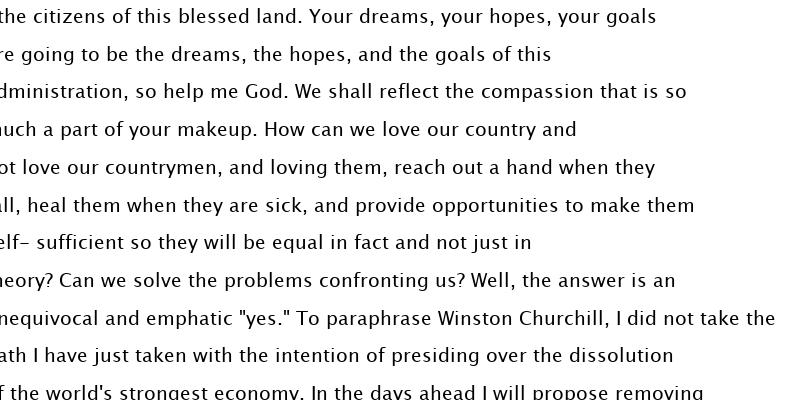 the citizens of this blessed land. Your dreams, your hopes, your goals
re going to be the dreams, the hopes, and the goals of this
dministration, so help me God. We shall reflect the compassion that is so
much a part of your makeup. How can we love our country and
ot love our countrymen, and loving them, reach out a hand when they
all, heal them when they are sick, and provide opportunities to make them
elf– sufficient so they will be equal in fact and not just in
heory? Can we solve the problems confronting us? Well, the answer is an
nequivocal and emphatic "yes." To paraphrase Winston Churchill, I did not take the
ath I have just taken with the intention of presiding over the dissolution
f the world's strongest economy. In the days ahead I will propose removing